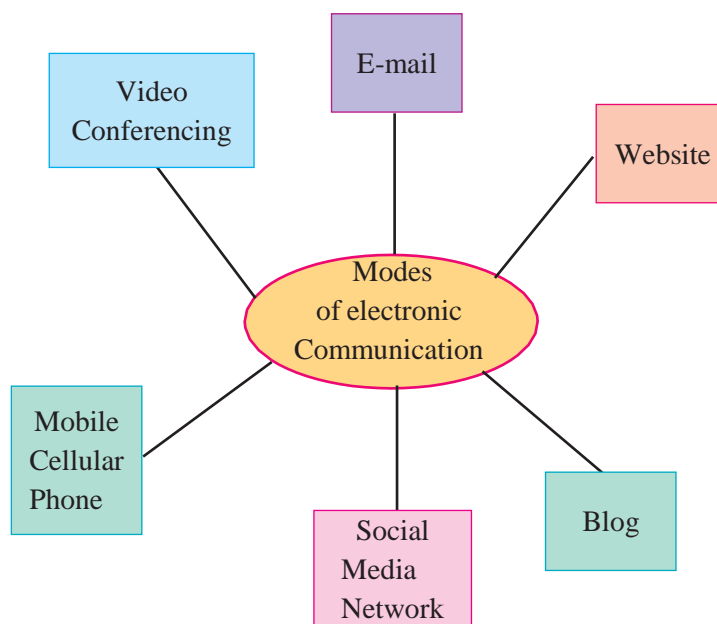 E-mail
Video
Conferencing
Website
Modes
of electronic
Communication
Mobile
Cellular
Phone
Social
Media
Network
Blog